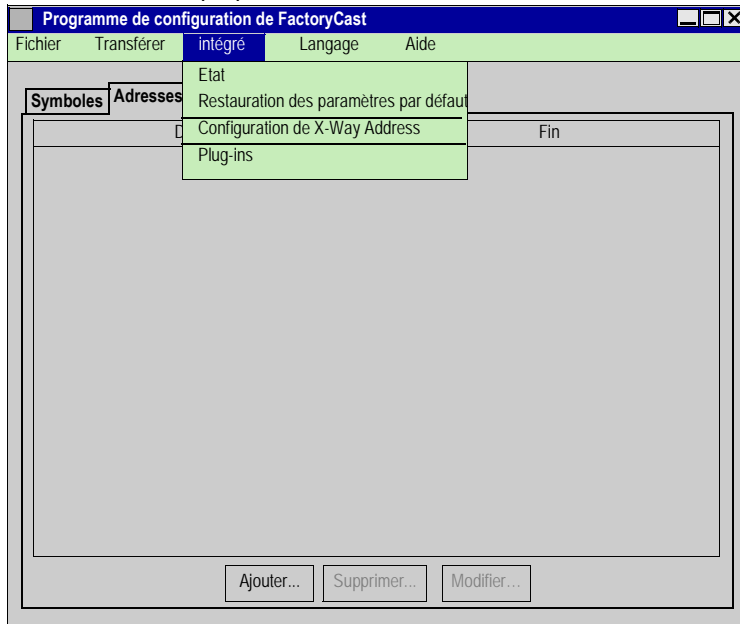 Programme de configuration de FactoryCast
Fichier Transférer intégré Langage Aide
Etat
Restauration des paramètres par défaut
Configuration de X-Way Address
Plug-ins
Symboles Adresses
D Fin
Ajouter... Supprimer... Modifier...